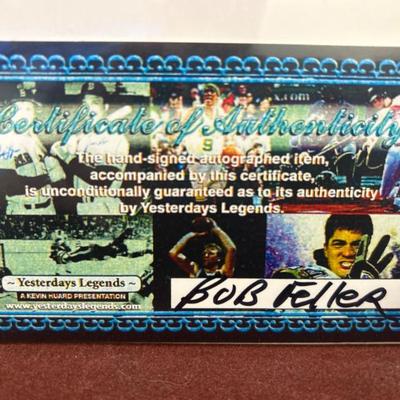 Certificate of Authenticity
The hand-signed autographed item,
accompanied by this certificate,
is unconditionally guaranteed as to its authenticity!
by Yesterdays Legends.
~ Yesterdays Legends ~
A KEVIN HUARD PRESENTATION
www.yesterdayslegends.com
BOB Feller